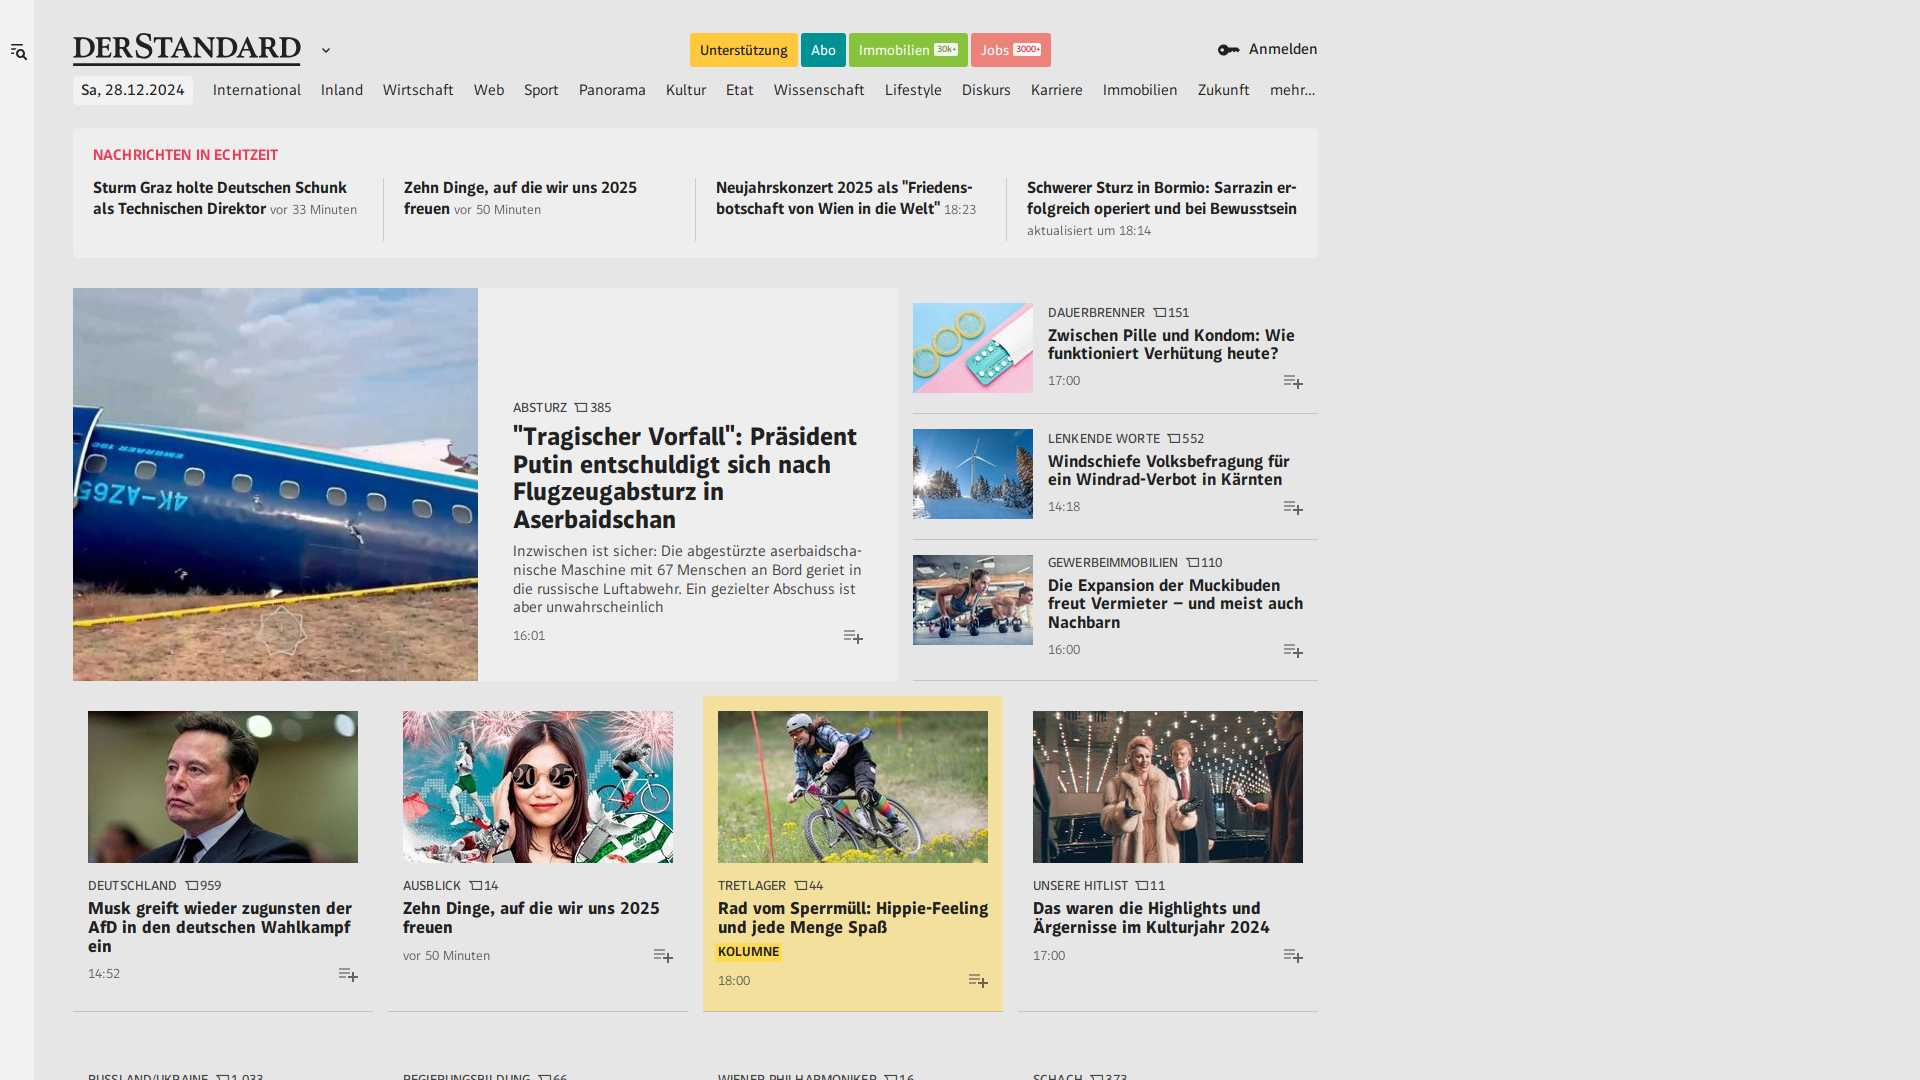 DERSTANDARD
Unterstützung
Abo
Immobilien 30k+
Jobs 3000+
Anmelden
Sa, 28.12.2024
International
Inland
Wirtschaft
Web
Sport
Panorama
Kultur
Etat
Wissenschaft
Lifestyle
Diskurs
Karriere
Immobilien
Zukunft
mehr...
NACHRICHTEN IN ECHTZEIT
Sturm Graz holte Deutschen Schunk
als Technischen Direktor vor 33 Minuten
Zehn Dinge, auf die wir uns 2025
freuen vor 50 Minuten
Neujahrskonzert 2025 als "Friedens-
botschaft von Wien in die Welt" 18:23
Schwerer Sturz in Bormio: Sarrazin er-
folgreich operiert und bei Bewusstsein
aktualisiert um 18:14
EMBRAER 190
4K-AZ65
ABSTURZ 385
"Tragischer Vorfall": Präsident
Putin entschuldigt sich nach
Flugzeugabsturz in
Aserbaidschan
Inzwischen ist sicher: Die abgestürzte aserbaidscha-
nische Maschine mit 67 Menschen an Bord geriet in
die russische Luftabwehr. Ein gezielter Abschuss ist
aber unwahrscheinlich
16:01
DAUERBRENNER 151
Zwischen Pille und Kondom: Wie
funktioniert Verhütung heute?
17:00
LENKENDE WORTE 552
Windschiefe Volksbefragung für
ein Windrad-Verbot in Kärnten
14:18
GEWERBEIMMOBILIEN 110
Die Expansion der Muckibuden
freut Vermieter – und meist auch
Nachbarn
16:00
DEUTSCHLAND 959
Musk greift wieder zugunsten der
AfD in den deutschen Wahlkampf
ein
14:52
2025
AUSBLICK 14
Zehn Dinge, auf die wir uns 2025
freuen
vor 50 Minuten
TRETLAGER 44
Rad vom Sperrmüll: Hippie-Feeling
und jede Menge Spaß
KOLUMNE
18:00
UNSERE HITLIST 11
Das waren die Highlights und
Ärgernisse im Kulturjahr 2024
17:00
RUSSLAND/UKRAINE 1.033
REGIERUNGSBILDUNG 66
WIENER PHILHARMONIKER 16
SCHACH 373